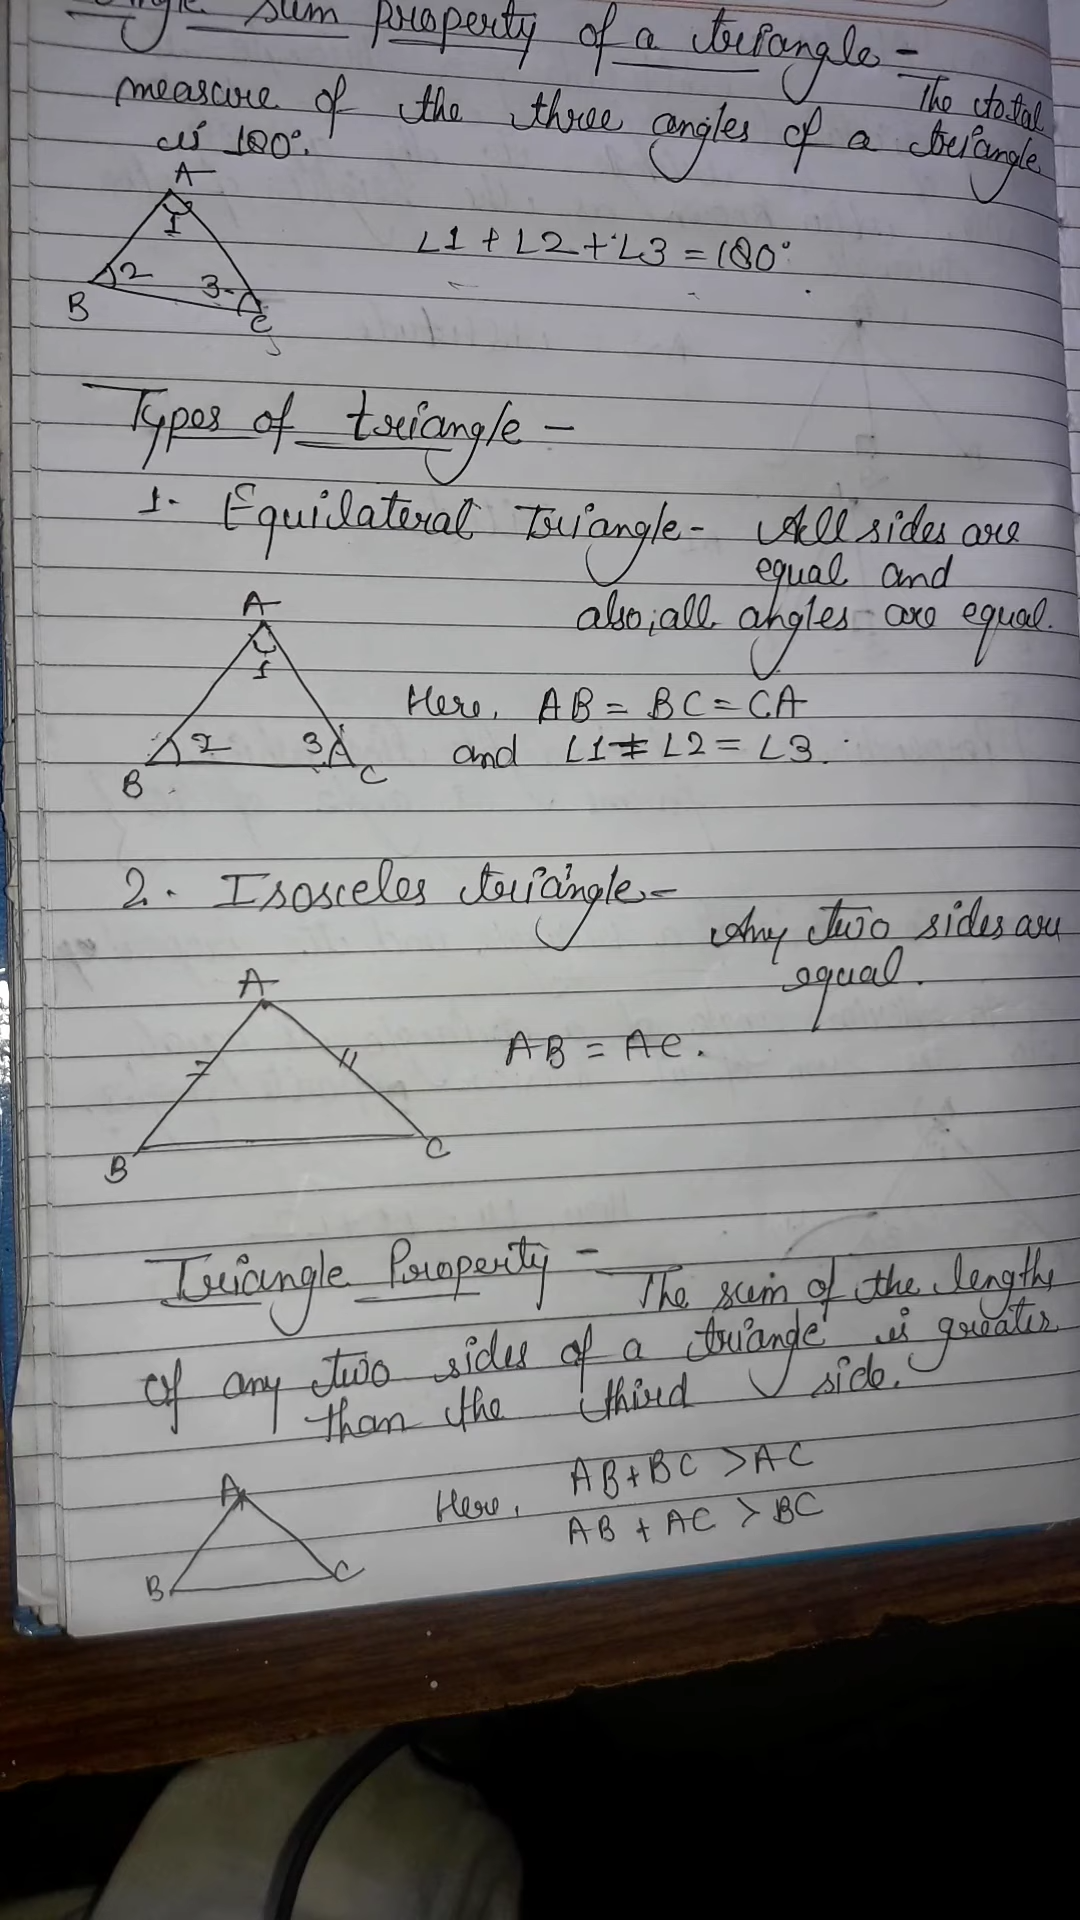 Angle sum property of a triangle - The total
measure of the three angles of a triangle
is 180°.
A
1
2
3
B
C
∠1 + ∠2 + ∠3 = 180°
Types of triangle -
1. Equilateral Triangle - All sides are
equal and
also, all angles are equal.
A
1
2
3
B
C
Here, AB = BC = CA
and ∠1 = ∠2 = ∠3.
2. Isosceles triangle -
Any two sides are
equal.
A
B
C
AB = AC.
Triangle Property - The sum of the lengths
of any two sides of a triangle is greater
than the third side.
A
B
C
Here, AB + BC > AC
AB + AC > BC